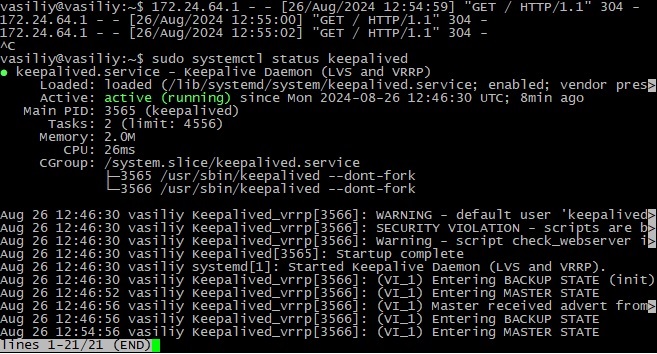 vasiliy@vasiliy:~$ 172.24.64.1 - - [26/Aug/2024 12:54:59] "GET / HTTP/1.1" 304 -
172.24.64.1 - - [26/Aug/2024 12:55:00] "GET / HTTP/1.1" 304 -
172.24.64.1 - - [26/Aug/2024 12:55:02] "GET / HTTP/1.1" 304 -
^C
vasiliy@vasiliy:~$ sudo systemctl status keepalived
● keepalived.service - Keepalive Daemon (LVS and VRRP)
Loaded: loaded (/lib/systemd/system/keepalived.service; enabled; vendor pres>
Active: active (running) since Mon 2024-08-26 12:46:30 UTC; 8min ago
Main PID: 3565 (keepalived)
Tasks: 2 (limit: 4556)
Memory: 2.0M
CPU: 26ms
CGroup: /system.slice/keepalived.service
├─3565 /usr/sbin/keepalived --dont-fork
└─3566 /usr/sbin/keepalived --dont-fork
Aug 26 12:46:30 vasiliy Keepalived_vrrp[3566]: WARNING - default user 'keepalived>
Aug 26 12:46:30 vasiliy Keepalived_vrrp[3566]: SECURITY VIOLATION - scripts are b>
Aug 26 12:46:30 vasiliy Keepalived_vrrp[3566]: Warning - script check_webserver i>
Aug 26 12:46:30 vasiliy Keepalived[3565]: Startup complete
Aug 26 12:46:30 vasiliy systemd[1]: Started Keepalive Daemon (LVS and VRRP).
Aug 26 12:46:30 vasiliy Keepalived_vrrp[3566]: (VI_1) Entering BACKUP STATE (init)
Aug 26 12:46:52 vasiliy Keepalived_vrrp[3566]: (VI_1) Entering MASTER STATE
Aug 26 12:46:56 vasiliy Keepalived_vrrp[3566]: (VI_1) Master received advert from>
Aug 26 12:46:56 vasiliy Keepalived_vrrp[3566]: (VI_1) Entering BACKUP STATE
Aug 26 12:54:56 vasiliy Keepalived_vrrp[3566]: (VI_1) Entering MASTER STATE
lines 1-21/21 (END)